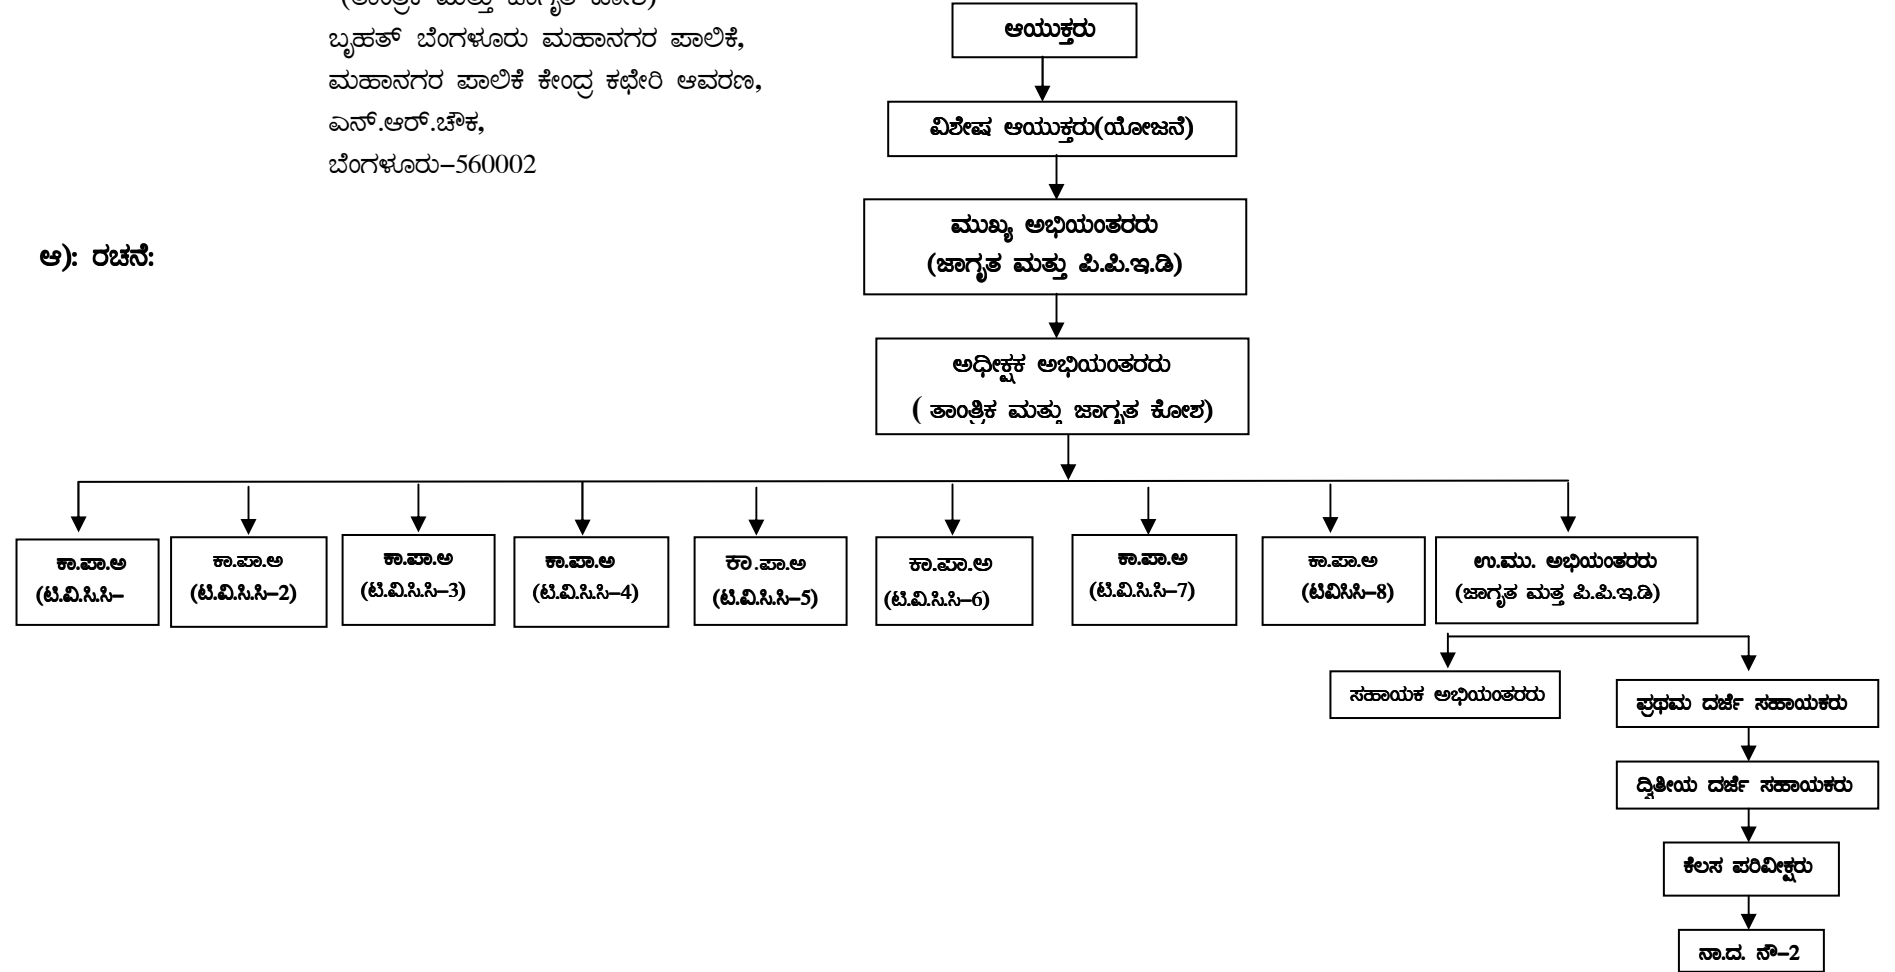 (ತಾಂತ್ರಿಕ ಮತ್ತು ಜಾಗೃತ ಕೋಶ)
ಬೃಹತ್ ಬೆಂಗಳೂರು ಮಹಾನಗರ ಪಾಲಿಕೆ,
ಮಹಾನಗರ ಪಾಲಿಕೆ ಕೇಂದ್ರ ಕಛೇರಿ ಆವರಣ,
ಎನ್.ಆರ್.ಚೌಕ,
ಬೆಂಗಳೂರು–560002
ಆ): ರಚನೆ:
ಆಯುಕ್ತರು
ವಿಶೇಷ ಆಯುಕ್ತರು(ಯೋಜನೆ)
ಮುಖ್ಯ ಅಭಿಯಂತರರು
(ಜಾಗೃತ ಮತ್ತು ಪಿ.ಪಿ.ಇ.ಡಿ)
ಅಧೀಕ್ಷಕ ಅಭಿಯಂತರರು
( ತಾಂತ್ರಿಕ ಮತ್ತು ಜಾಗೃತ ಕೋಶ)
ಕಾ.ಪಾ.ಅ
(ಟಿ.ವಿ.ಸಿ.ಸಿ–
ಕಾ.ಪಾ.ಅ
(ಟಿ.ವಿ.ಸಿ.ಸಿ–2)
ಕಾ.ಪಾ.ಅ
(ಟಿ.ವಿ.ಸಿ.ಸಿ–3)
ಕಾ.ಪಾ.ಅ
(ಟಿ.ವಿ.ಸಿ.ಸಿ–4)
ಕಾ.ಪಾ.ಅ
(ಟಿ.ವಿ.ಸಿ.ಸಿ–5)
ಕಾ.ಪಾ.ಅ
(ಟಿ.ವಿ.ಸಿ.ಸಿ–6)
ಕಾ.ಪಾ.ಅ
(ಟಿ.ವಿ.ಸಿ.ಸಿ–7)
ಕಾ.ಪಾ.ಅ
(ಟಿವಿಸಿಸಿ–8)
ಉ.ಮು. ಅಭಿಯಂತರರು
(ಜಾಗೃತ ಮತ್ತ ಪಿ.ಪಿ.ಇ.ಡಿ)
ಸಹಾಯಕ ಅಭಿಯಂತರರು
ಪ್ರಥಮ ದರ್ಜೆ ಸಹಾಯಕರು
ದ್ವಿತೀಯ ದರ್ಜೆ ಸಹಾಯಕರು
ಕೆಲಸ ಪರಿವೀಕ್ಷರು
ನಾ.ದ. ನೌ–2